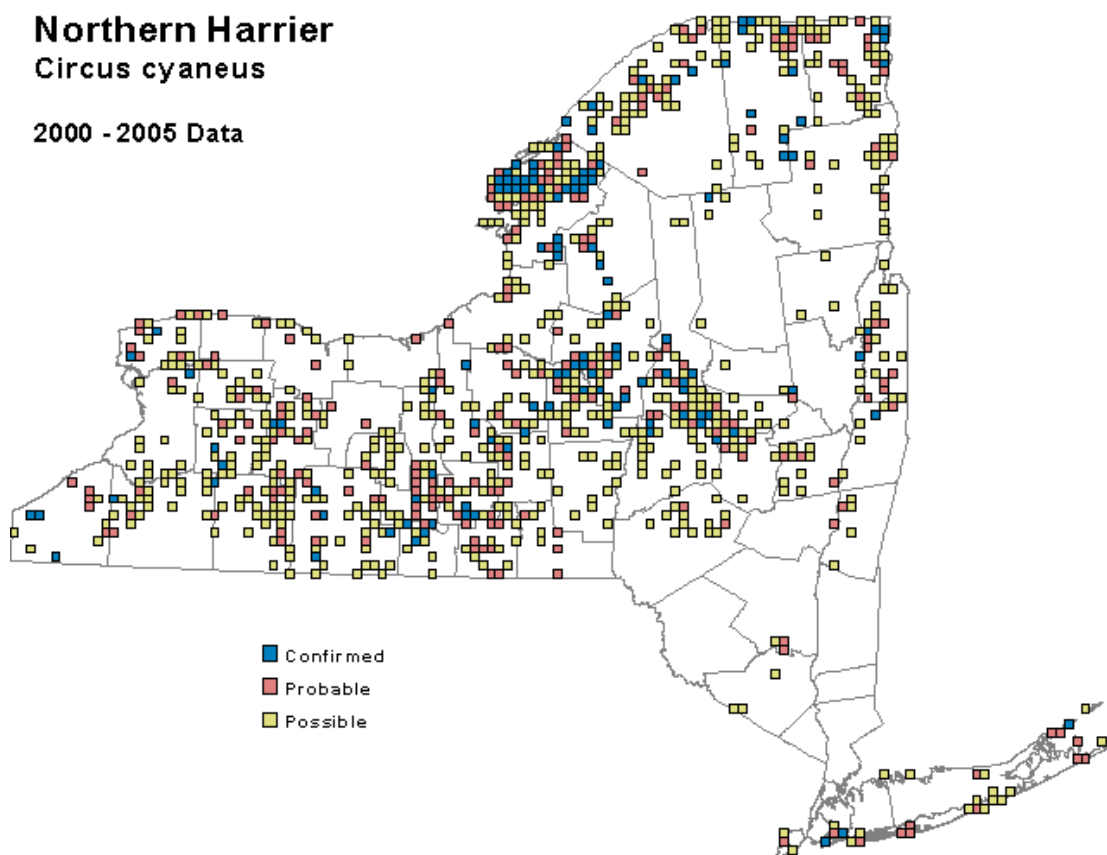 Northern Harrier
Circus cyaneus
2000 - 2005 Data
Confirmed
Probable
Possible